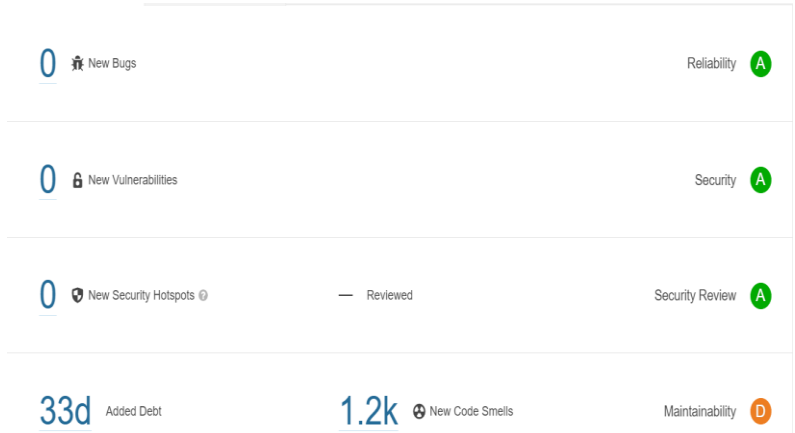 0 New Bugs Reliability A
0 New Vulnerabilities Security A
0 New Security Hotspots ? — Reviewed Security Review A
33d Added Debt 1.2k New Code Smells Maintainability D